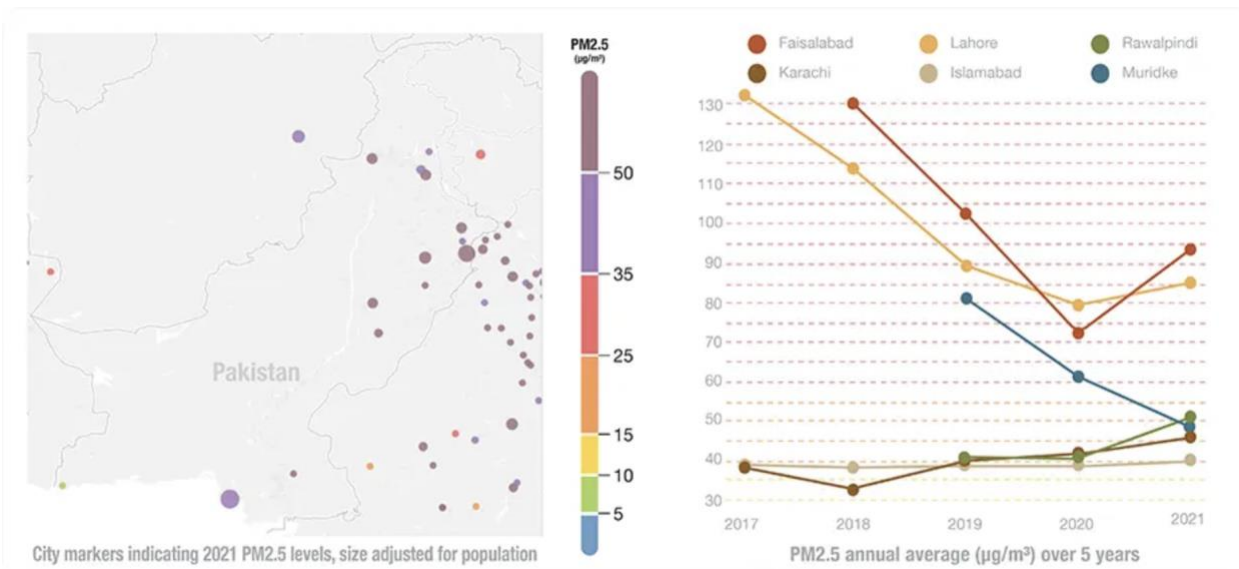 PM2.5
(µg/m³)
50
35
25
15
10
5
Pakistan
City markers indicating 2021 PM2.5 levels, size adjusted for population
Faisalabad
Lahore
Rawalpindi
Karachi
Islamabad
Muridke
130
120
110
100
90
80
70
60
50
40
30
2017
2018
2019
2020
2021
PM2.5 annual average (µg/m³) over 5 years